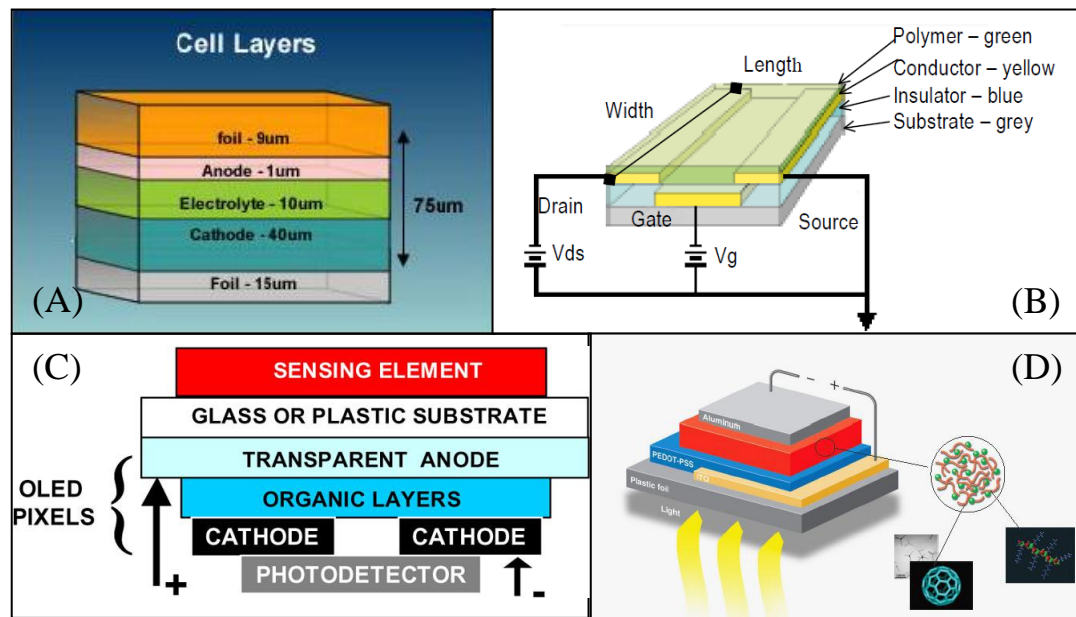 Cell Layers
foil - 9um
Anode - 1um
Electrolyte - 10um
Cathode - 40um
Foil - 15um
75um
(A)
Polymer – green
Conductor – yellow
Insulator – blue
Substrate – grey
Length
Width
Drain
Gate
Source
Vds
Vg
(B)
(C)
SENSING ELEMENT
GLASS OR PLASTIC SUBSTRATE
TRANSPARENT ANODE
OLED
PIXELS
ORGANIC LAYERS
CATHODE CATHODE
PHOTODETECTOR
+
-
(D)
- +
Aluminum
PEDOT-PSS
ITO
Plastic foil
Light